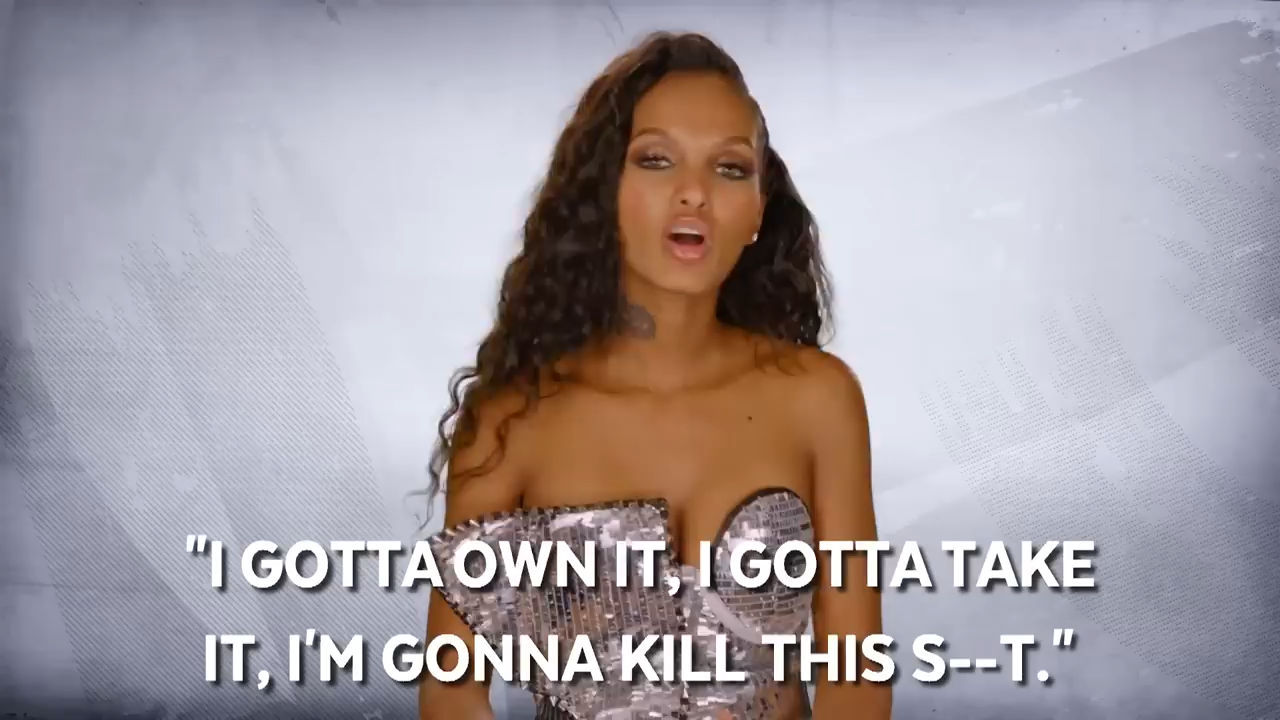 "I GOTTA OWN IT, I GOTTA TAKE
IT, I'M GONNA KILL THIS S--T."